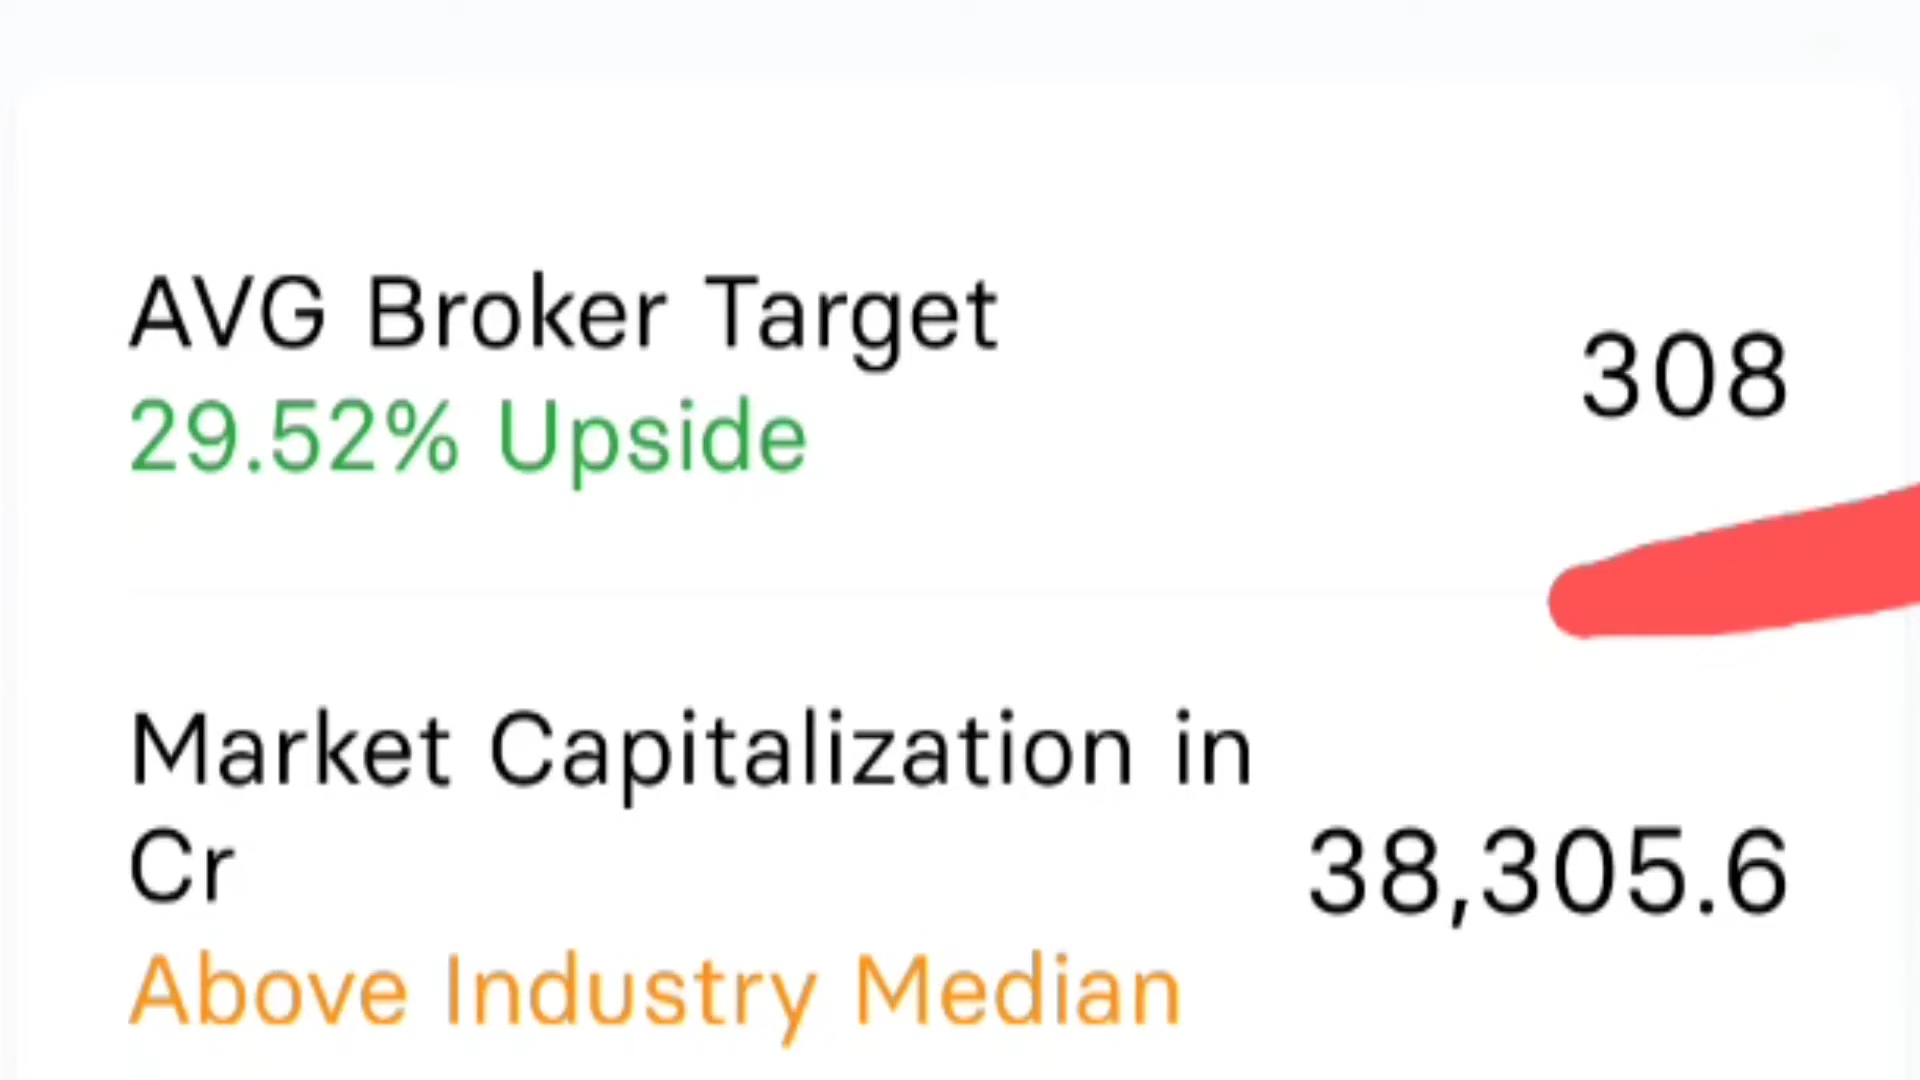 AVG Broker Target
308
29.52% Upside
Market Capitalization in
Cr
38,305.6
Above Industry Median